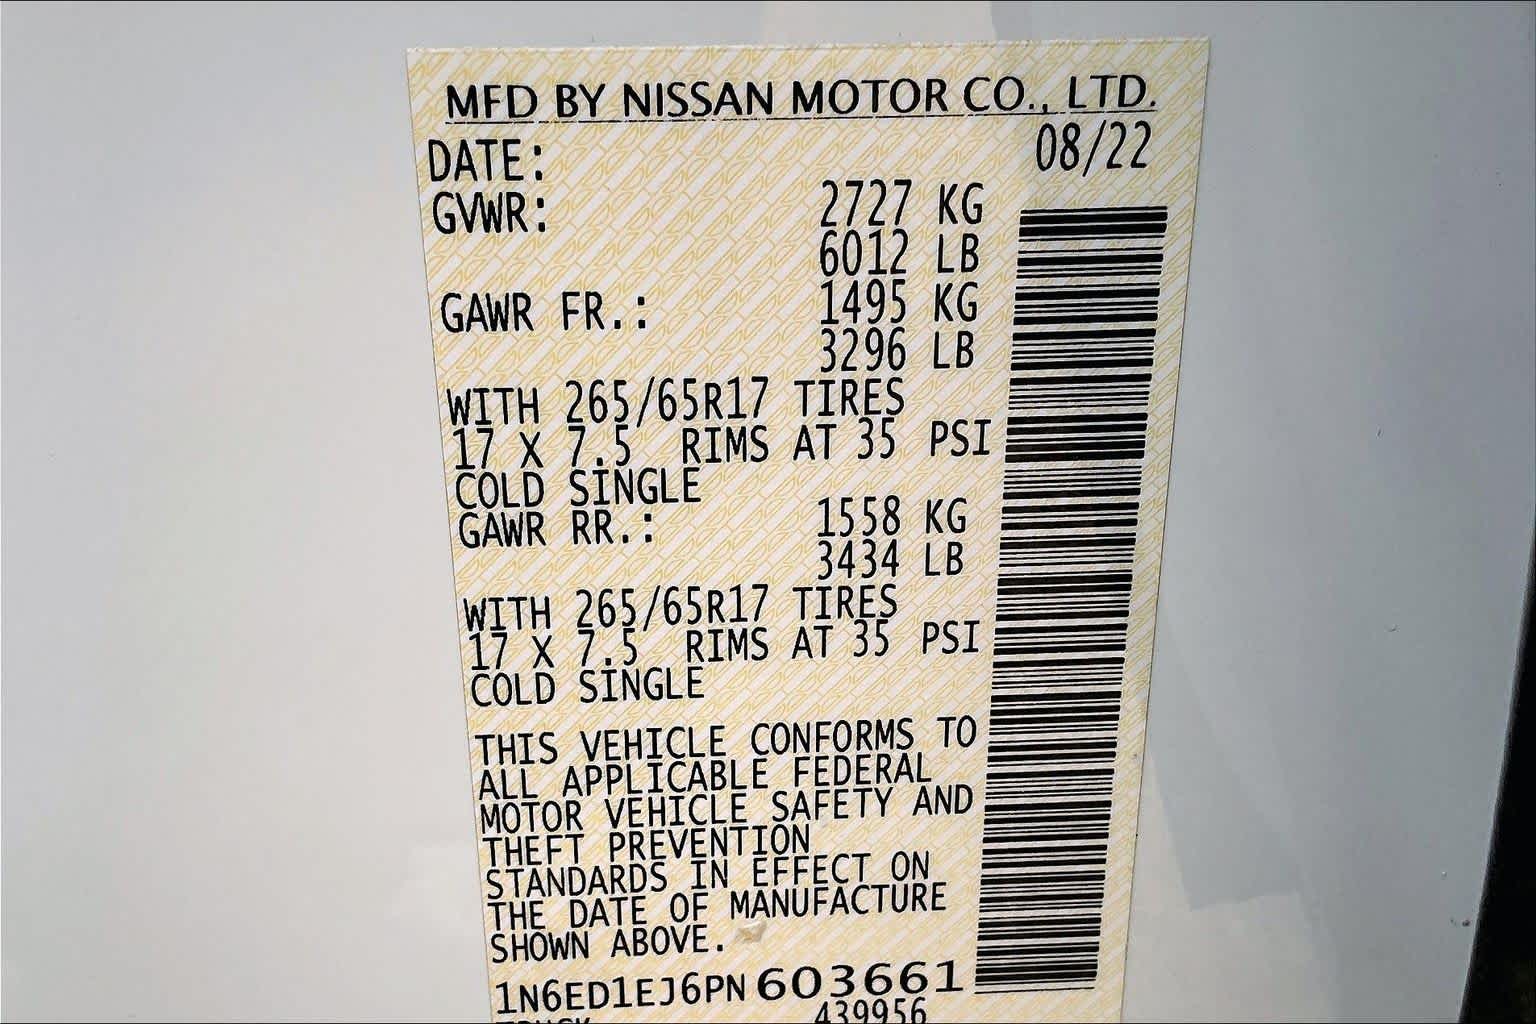 MFD BY NISSAN MOTOR CO., LTD.
DATE: 08/22
GVWR: 2727 KG
6012 LB
GAWR FR.: 1495 KG
3296 LB
WITH 265/65R17 TIRES
17 X 7.5 RIMS AT 35 PSI
COLD SINGLE
GAWR RR.: 1558 KG
3434 LB
WITH 265/65R17 TIRES
17 X 7.5 RIMS AT 35 PSI
COLD SINGLE
THIS VEHICLE CONFORMS TO
ALL APPLICABLE FEDERAL
MOTOR VEHICLE SAFETY AND
THEFT PREVENTION
STANDARDS IN EFFECT ON
THE DATE OF MANUFACTURE
SHOWN ABOVE.
1N6ED1EJ6PN603661
TRUCK 439956